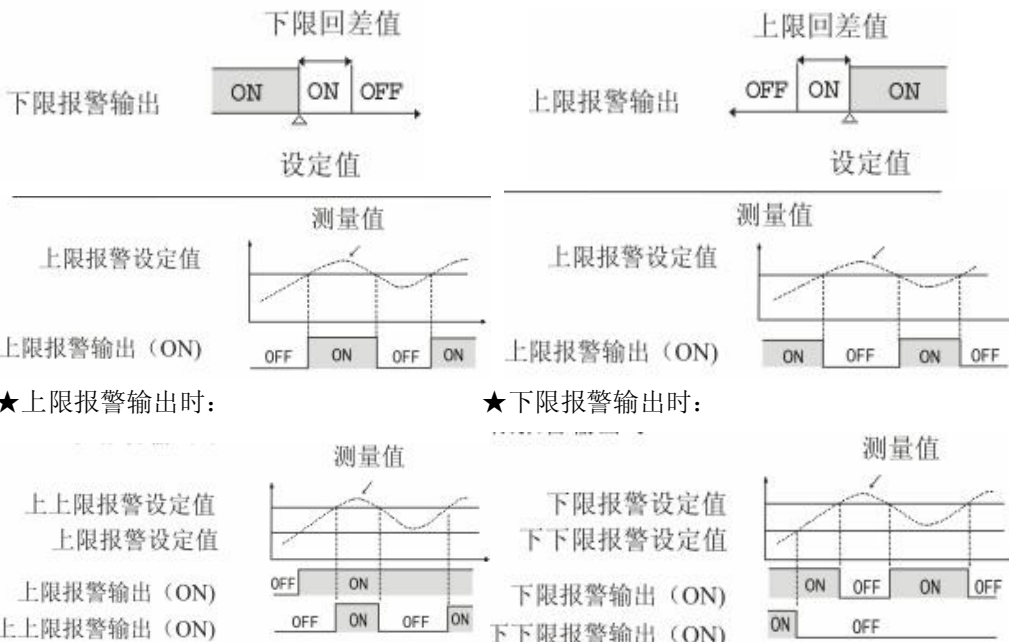 下限回差值
上限回差值
下限报警输出
ON
ON
OFF
上限报警输出
OFF
ON
ON
设定值
设定值
测量值
测量值
上限报警设定值
上限报警设定值
上限报警输出（ON)
OFF
ON
OFF
ON
上限报警输出（ON)
ON
OFF
ON
OFF
★上限报警输出时：
★下限报警输出时：
测量值
测量值
上上限报警设定值
上限报警设定值
下限报警设定值
下下限报警设定值
上限报警输出（ON)
OFF
ON
下限报警输出（ON)
ON
OFF
ON
OFF
上上限报警输出（ON)
OFF
ON
OFF
ON
下下限报警输出（ON)
ON
OFF